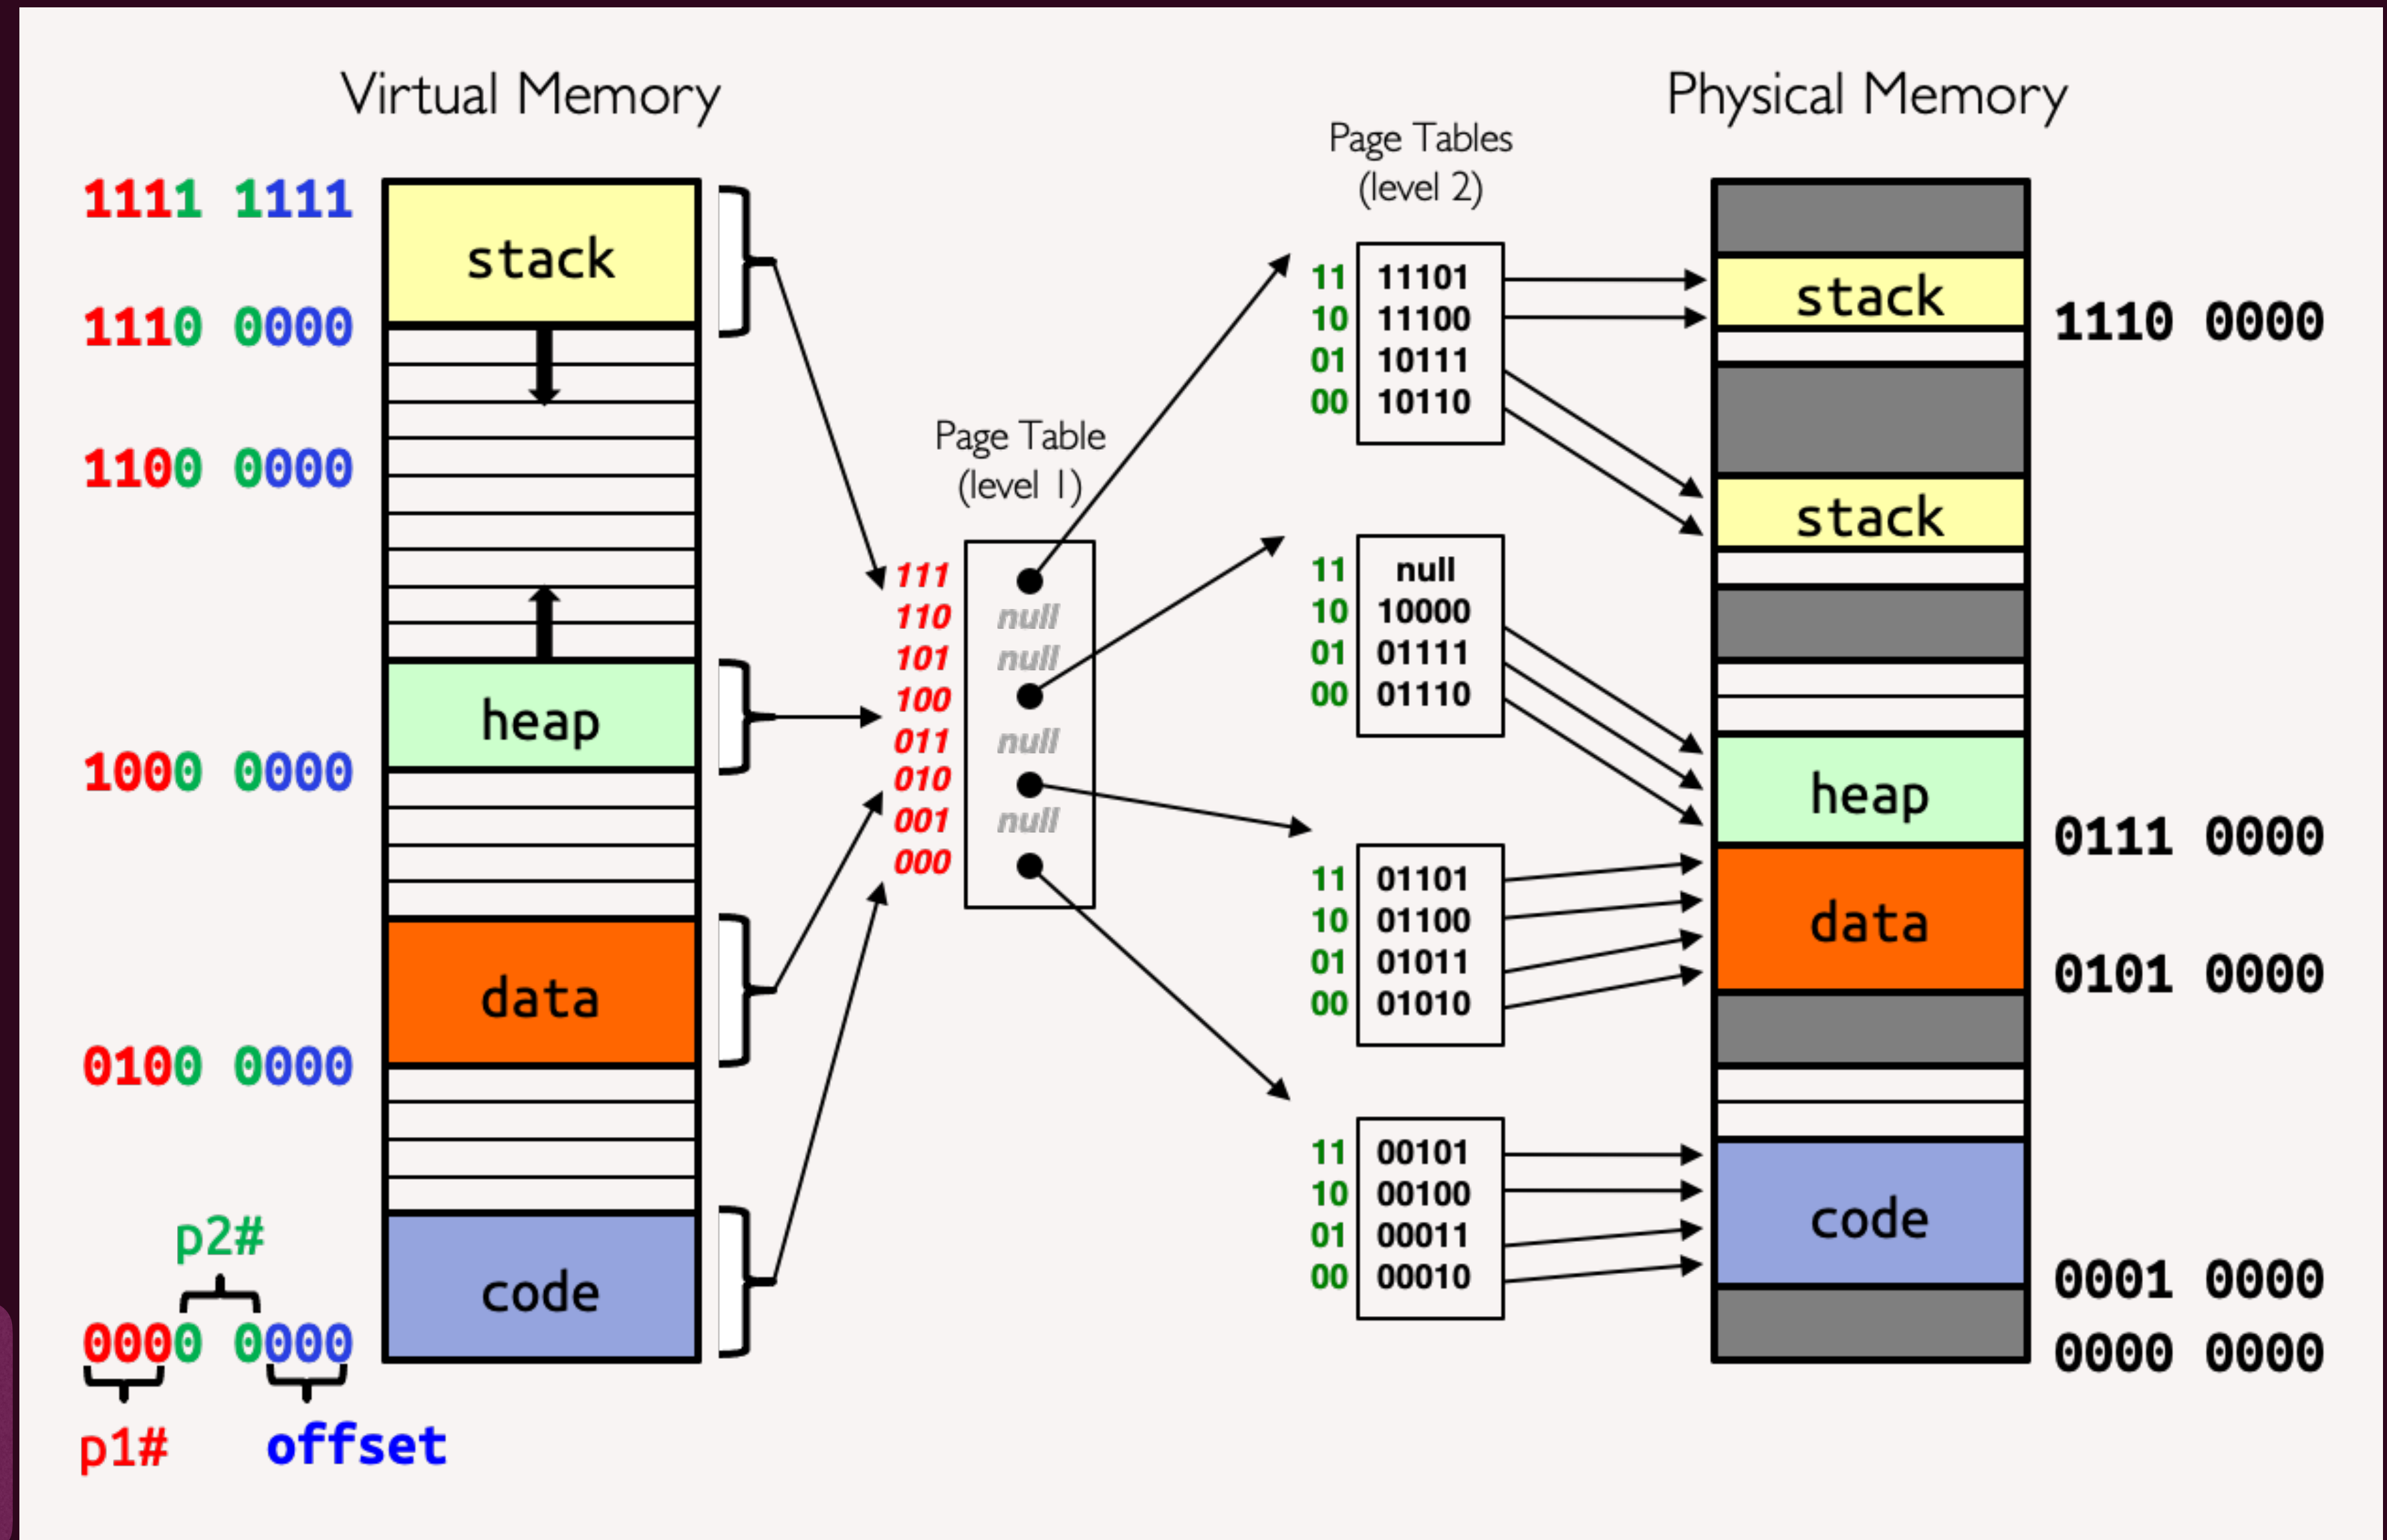 Virtual Memory
1111 1111
stack
1110 0000
1100 0000
heap
1000 0000
data
0100 0000
p2#
code
0000 0000
p1#
offset
Page Table
(level 1)
111
110 null
101 null
100
011 null
010
001 null
000
Page Tables
(level 2)
11 11101
10 11100
01 10111
00 10110
11 null
10 10000
01 01111
00 01110
11 01101
10 01100
01 01011
00 01010
11 00101
10 00100
01 00011
00 00010
Physical Memory
stack
1110 0000
stack
heap
0111 0000
data
0101 0000
code
0001 0000
0000 0000